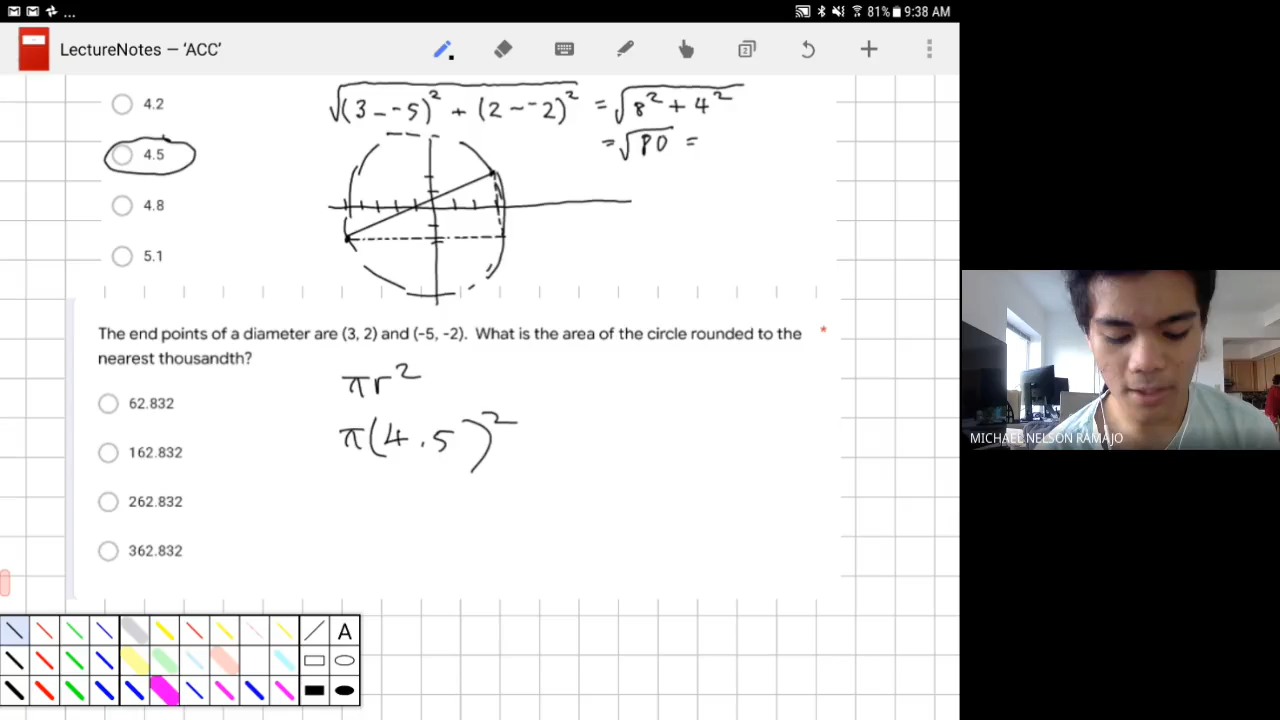 ... 81% 9:38 AM
LectureNotes — ‘ACC’
2
4.2
√(3 - -5)² + (2 - -2)² = √8² + 4²
4.5
= √80 =
4.8
5.1
The end points of a diameter are (3, 2) and (-5, -2). What is the area of the circle rounded to the *
nearest thousandth?
πr²
62.832
π(4.5)²
162.832
MICHAEL NELSON RAMAJO
262.832
362.832
A